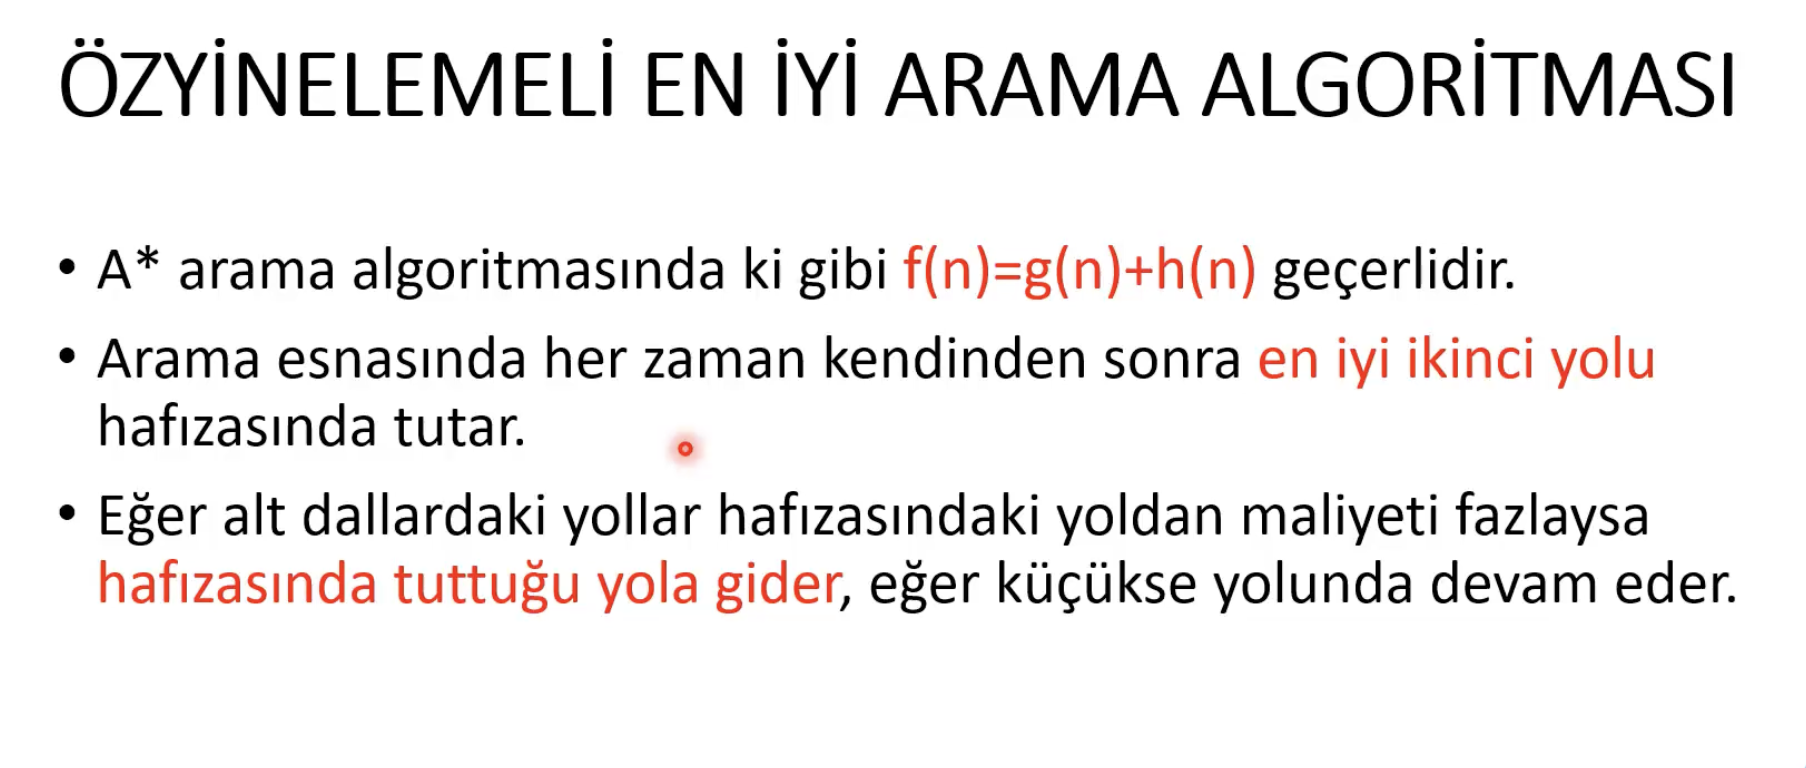 ÖZYİNELEMELİ EN İYİ ARAMA ALGORİTMASI
• A* arama algoritmasında ki gibi f(n)=g(n)+h(n) geçerlidir.
• Arama esnasında her zaman kendinden sonra en iyi ikinci yolu
hafızasında tutar.
• Eğer alt dallardaki yollar hafızasındaki yoldan maliyeti fazlaysa
hafızasında tuttuğu yola gider, eğer küçükse yolunda devam eder.